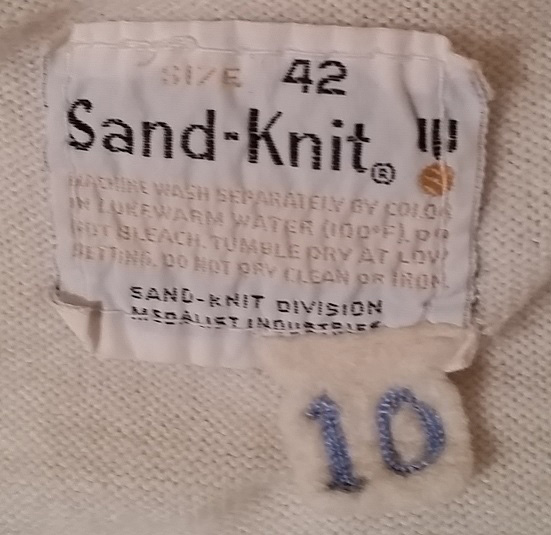 SIZE 42
Sand-Knit®
MACHINE WASH SEPARATELY BY COLOR
IN LUKEWARM WATER (100°F). DO
NOT BLEACH. TUMBLE DRY AT LOW
SETTING. DO NOT DRY CLEAN OR IRON.
SAND-KNIT DIVISION
MEDALIST INDUSTRIES
10